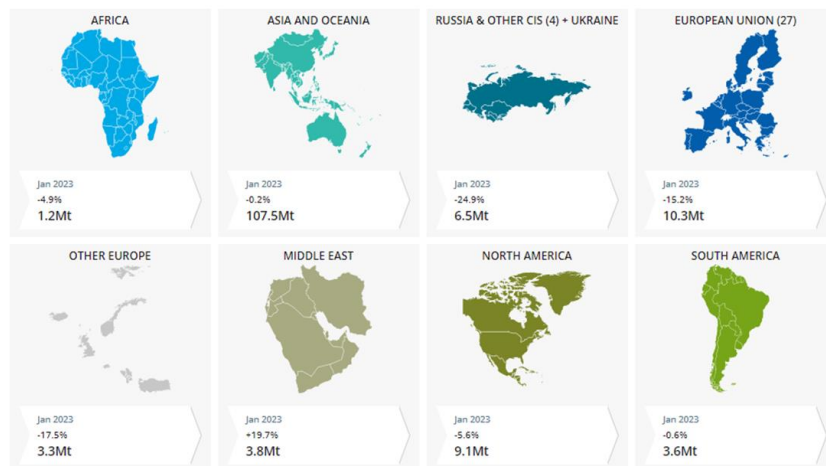 AFRICA
Jan 2023
-4.9%
1.2Mt
ASIA AND OCEANIA
Jan 2023
-0.2%
107.5Mt
RUSSIA & OTHER CIS (4) + UKRAINE
Jan 2023
-24.9%
6.5Mt
EUROPEAN UNION (27)
Jan 2023
-15.2%
10.3Mt
OTHER EUROPE
Jan 2023
-17.5%
3.3Mt
MIDDLE EAST
Jan 2023
+19.7%
3.8Mt
NORTH AMERICA
Jan 2023
-5.6%
9.1Mt
SOUTH AMERICA
Jan 2023
-0.6%
3.6Mt